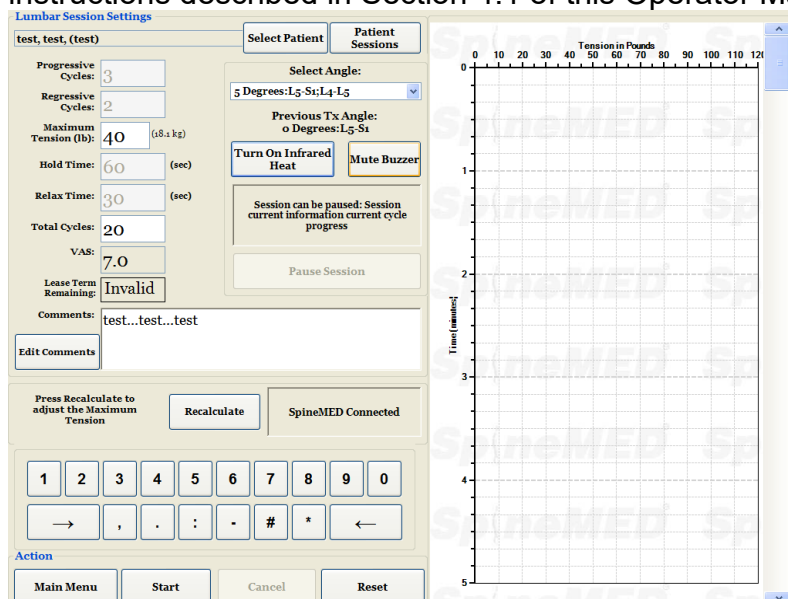 instructions described in Section 4.1 of this Operator
Lumbar Session Settings
test, test, (test)
Select Patient
Patient
Sessions
Progressive
Cycles:
3
Regressive
Cycles:
2
Maximum
Tension (lb):
40
(18.1 kg)
Hold Time:
60
(sec)
Relax Time:
30
(sec)
Total Cycles:
20
VAS:
7.0
Lease Term
Remaining:
Invalid
Comments:
test...test...test
Edit Comments
Select Angle:
5 Degrees:L5-S1;L4-L5
Previous Tx Angle:
0 Degrees:L5-S1
Turn On Infrared
Heat
Mute Buzzer
Session can be
paused: Session
current information current cycle
progress
Pause Session
Press Recalculate to
adjust the Maximum
Tension
Recalculate
SpineMED Connected
1 2 3 4 5 6 7 8 9 0
→ , . : - # * ←
Action
Main Menu
Start
Cancel
Reset
Tension in Pounds
0 10 20 30 40 50 60 70 80 90 100 110 120
Time (minutes)
0
1
2
3
4
5
SpineMED
SpineMED
SpineMED
SpineMED
SpineMED